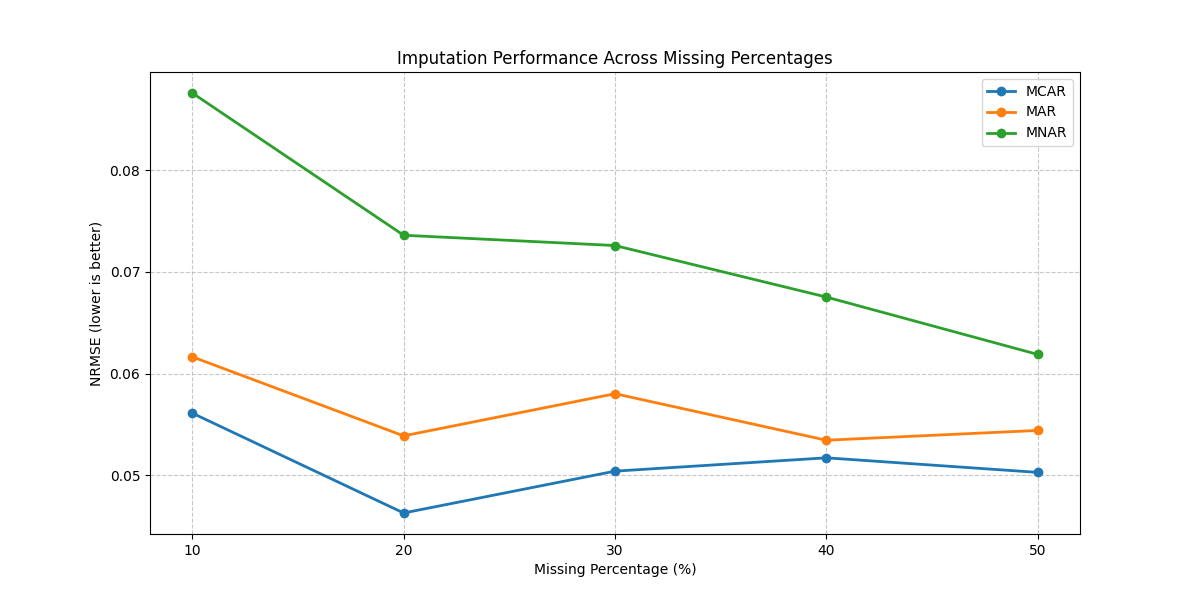 Imputation Performance Across Missing Percentages
MCAR
MAR
MNAR
NRMSE (lower is better)
0.08
0.07
0.06
0.05
10 20 30 40 50
Missing Percentage (%)